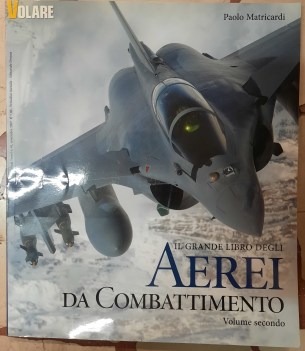 VOLARE
Paolo Matricardi
IL GRANDE LIBRO DEGLI
AEREI
DA COMBATTIMENTO
Volume secondo